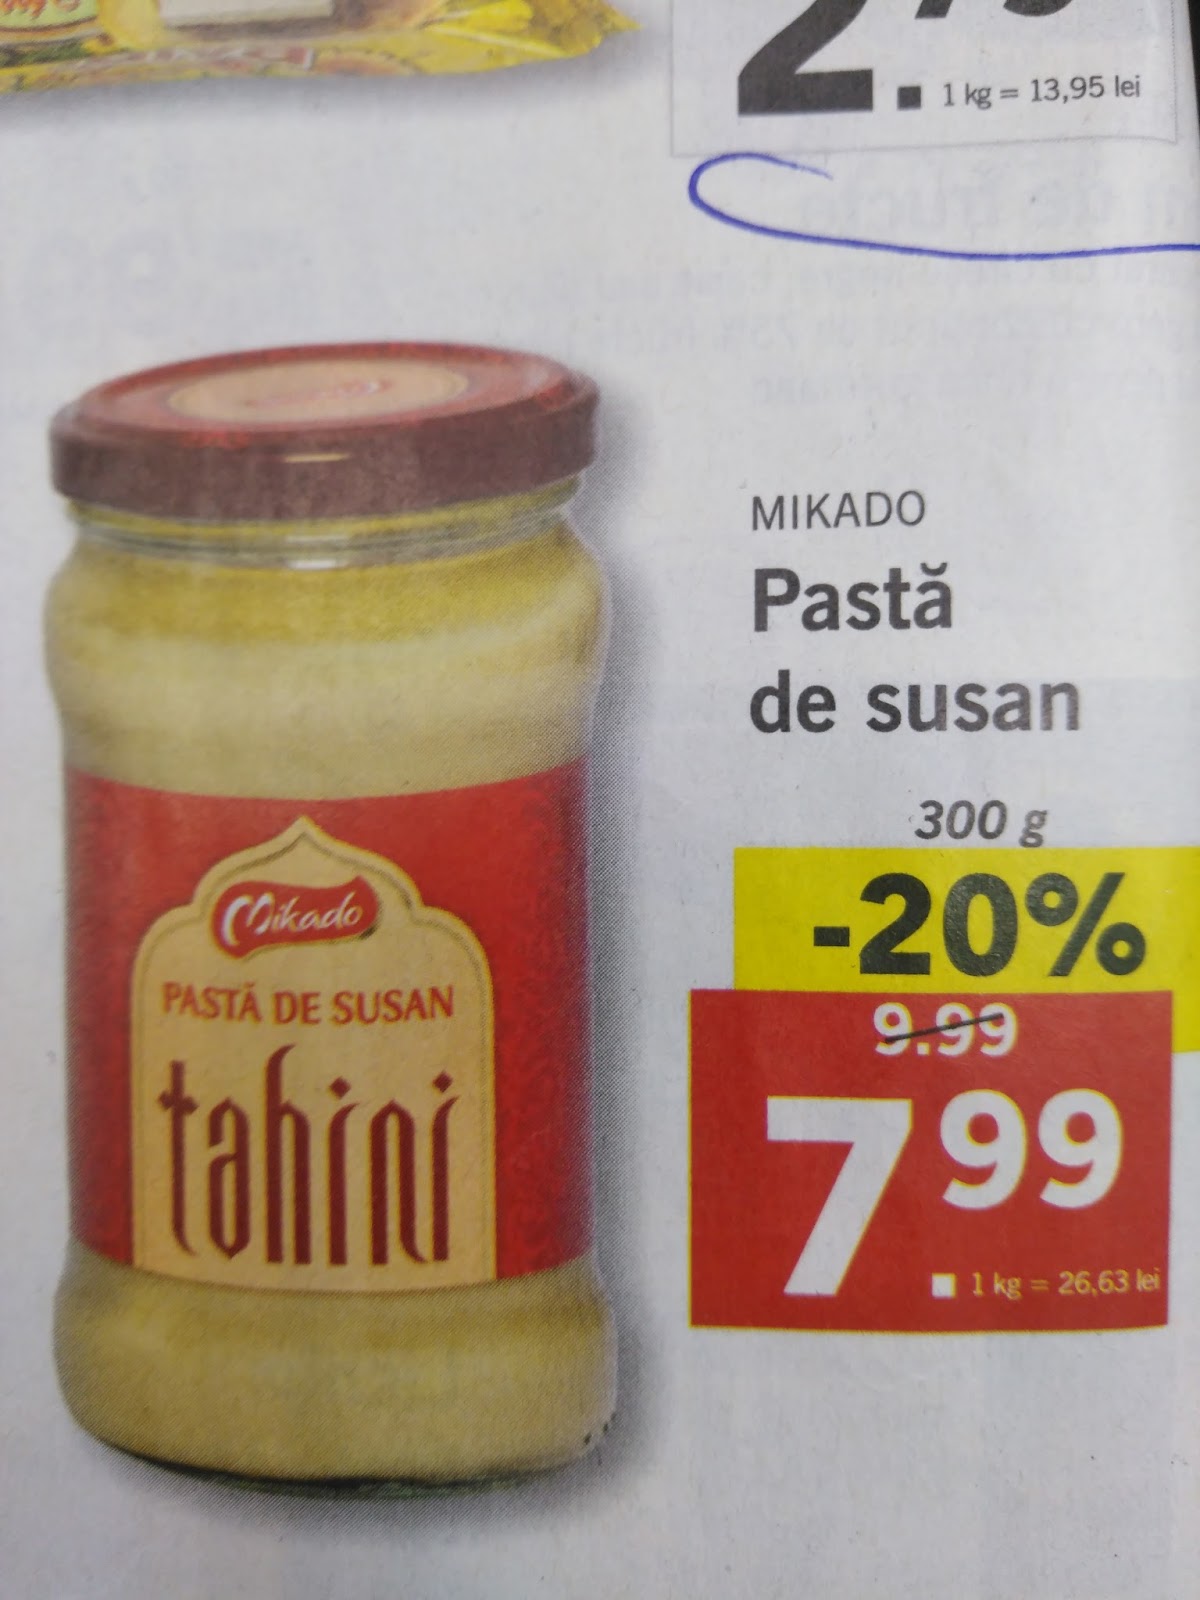 1 kg = 13,95 lei
MIKADO
Pastă
de susan
300 g
-20%
9.99
7 99
1 kg = 26,63 lei
Mikado
PASTĂ DE SUSAN
tahini